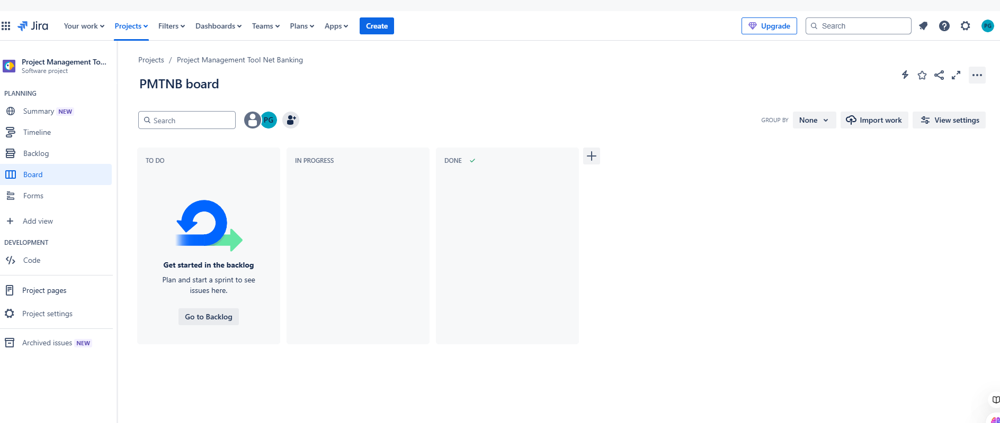 Jira
Your work
Projects
Filters
Dashboards
Teams
Plans
Apps
Create
Upgrade
Search
PG
Project Management To...
Software project
PLANNING
Summary NEW
Timeline
Backlog
Board
Forms
Add view
DEVELOPMENT
Code
Project pages
Project settings
Archived issues NEW
Projects / Project Management Tool Net Banking
PMTNB board
Search
PG
GROUP BY
None
Import work
View settings
TO DO
IN PROGRESS
DONE
Get started in the backlog
Plan and start a sprint to see
issues here.
Go to Backlog